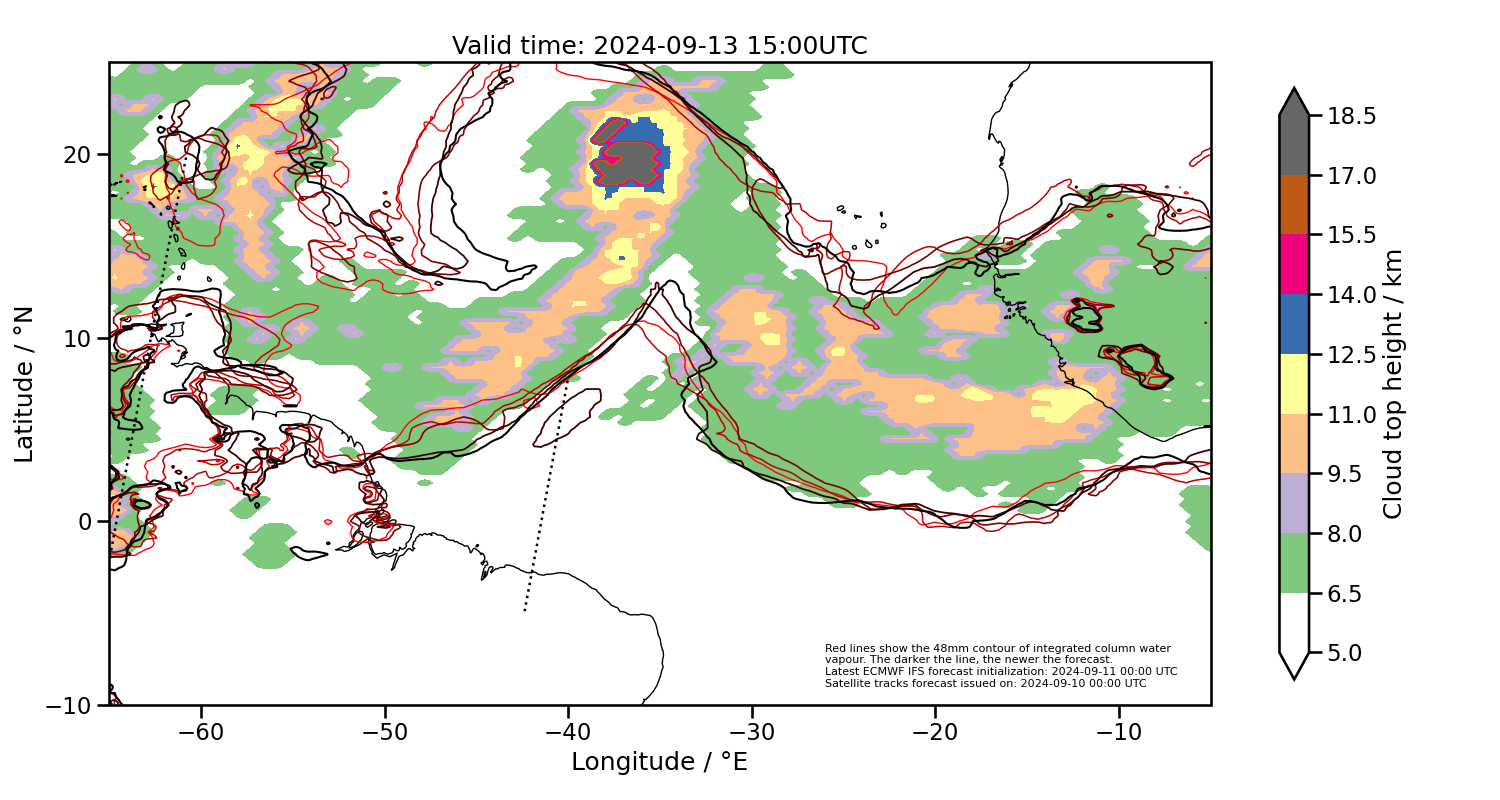 Valid time: 2024-09-13 15:00UTC
20
10
0
−10
Latitude / °N
−60
−50
−40
−30
−20
−10
Longitude / °E
Red lines show the 48mm contour of integrated column water
vapour. The darker the line, the newer the forecast.
Latest ECMWF IFS forecast initialization: 2024-09-11 00:00 UTC
Satellite tracks forecast issued on: 2024-09-10 00:00 UTC
18.5
17.0
15.5
14.0
12.5
11.0
9.5
8.0
6.5
5.0
Cloud top height / km